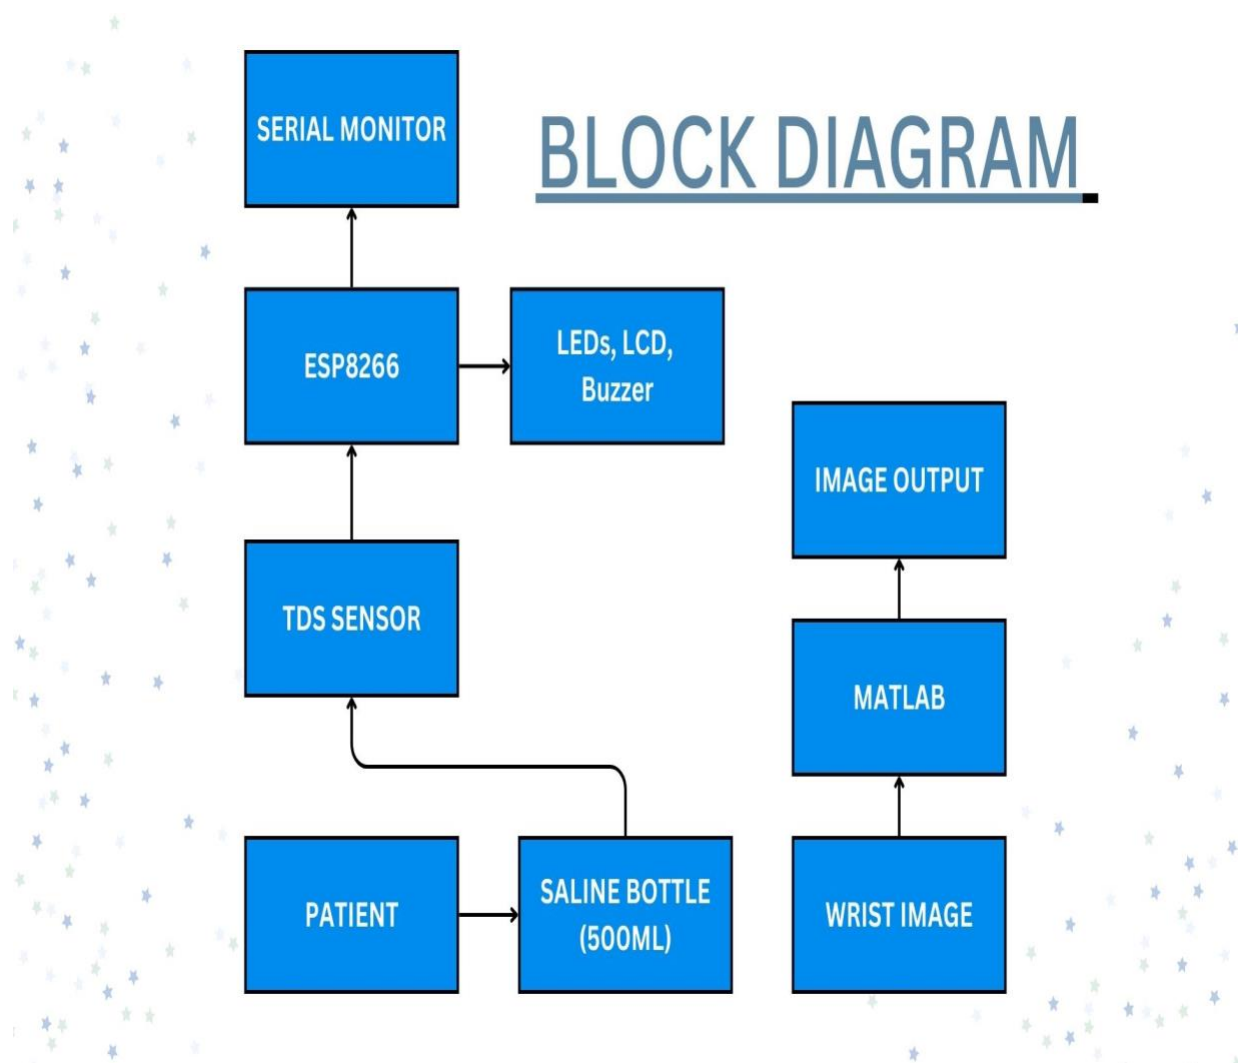 BLOCK DIAGRAM
SERIAL MONITOR
ESP8266
LEDs, LCD,
Buzzer
IMAGE OUTPUT
TDS SENSOR
MATLAB
PATIENT
SALINE BOTTLE
(500ML)
WRIST IMAGE